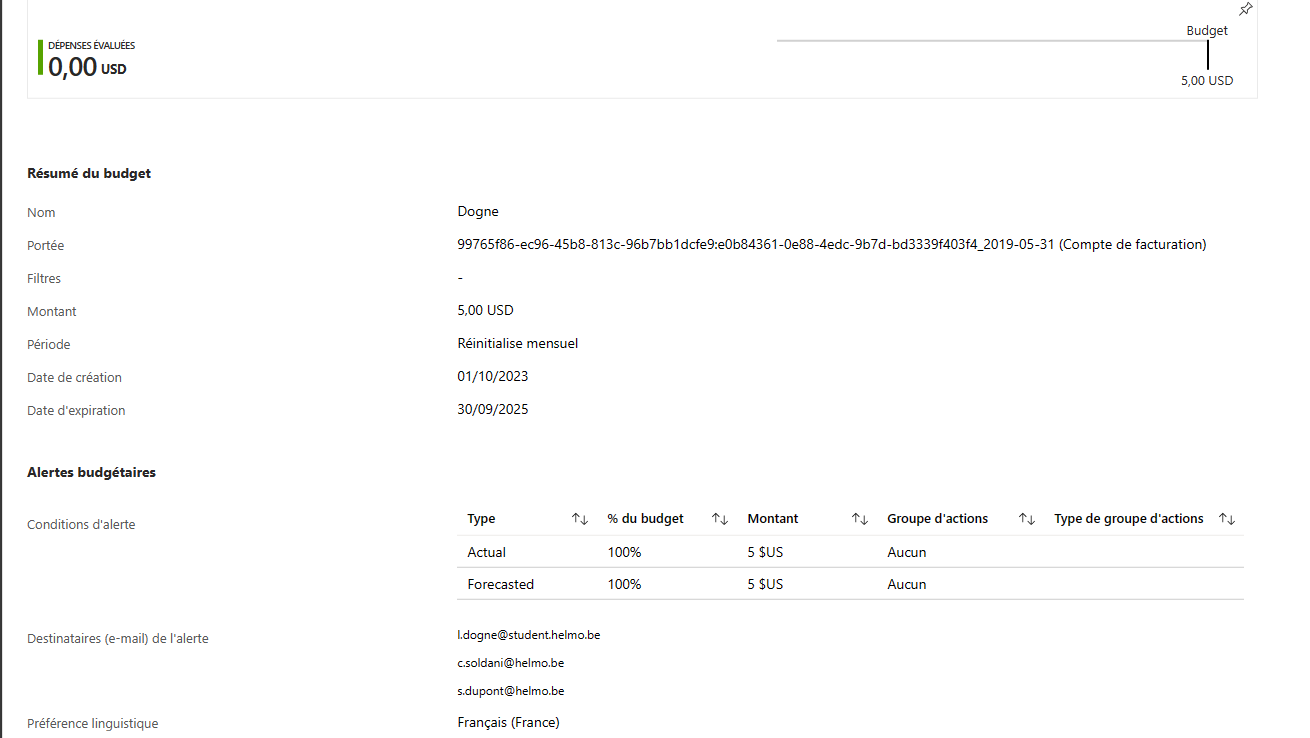 Budget
DÉPENSES ÉVALUÉES
0,00 USD
5,00 USD
Résumé du budget
Nom Dogne
Portée 99765f86-ec96-45b8-813c-96b7bb1dcfe9:e0b84361-0e88-4edc-9b7d-bd3339f403f4_2019-05-31 (Compte de facturation)
Filtres -
Montant 5,00 USD
Période Réinitialise mensuel
Date de création 01/10/2023
Date d'expiration 30/09/2025
Alertes budgétaires
Conditions d'alerte
Type % du budget Montant Groupe d'actions Type de groupe d'actions
Actual 100% 5 $US Aucun
Forecasted 100% 5 $US Aucun
Destinataires (e-mail) de l'alerte l.dogne@student.helmo.be
c.soldani@helmo.be
s.dupont@helmo.be
Préférence linguistique Français (France)